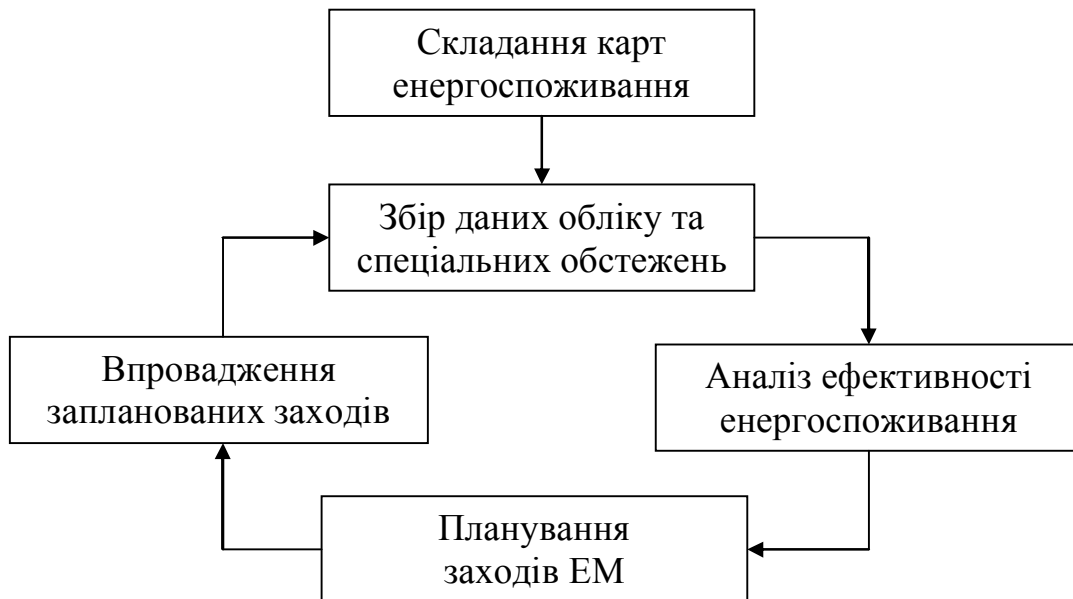 Складання карт
енергоспоживання
Збір даних обліку та
спеціальних обстежень
Впровадження
запланованих заходів
Аналіз ефективності
енергоспоживання
Планування
заходів ЕМ